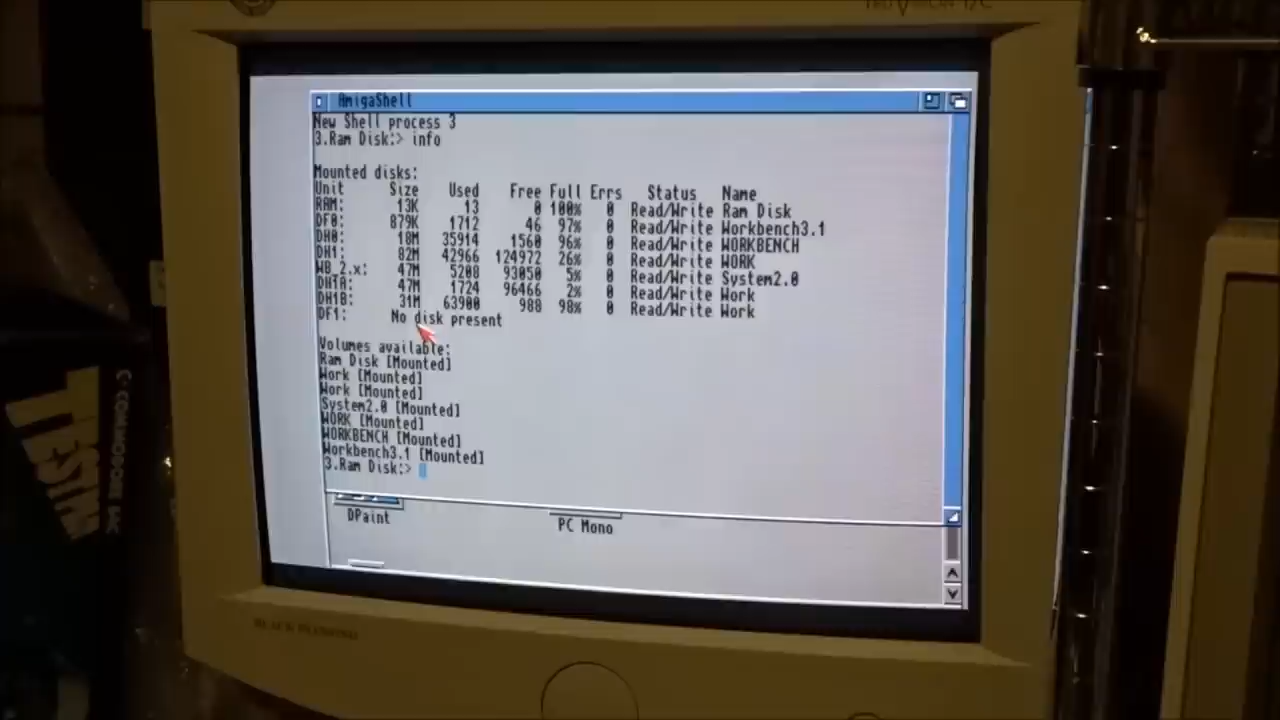 AmigaShell
New Shell process 3
3.Ram Disk:> info
Mounted disks:
Unit Size Used Free Full Errs Status Name
RAM: 13K 13 0 100% 0 Read/Write Ram Disk
DF0: 879K 1712 46 97% 0 Read/Write Workbench3.1
DH0: 18M 35914 1560 96% 0 Read/Write WORKBENCH
DH1: 82M 42966 124972 26% 0 Read/Write WORK
WB_2.x: 47M 5208 93050 5% 0 Read/Write System2.0
DH1A: 47M 1724 96466 2% 0 Read/Write Work
DH1B: 31M 63900 988 98% 0 Read/Write Work
DF1: No disk present
Volumes available:
Ram Disk [Mounted]
Work [Mounted]
Work [Mounted]
System2.0 [Mounted]
WORK [Mounted]
WORKBENCH [Mounted]
Workbench3.1 [Mounted]
3.Ram Disk:>
DPaint
PC Mono